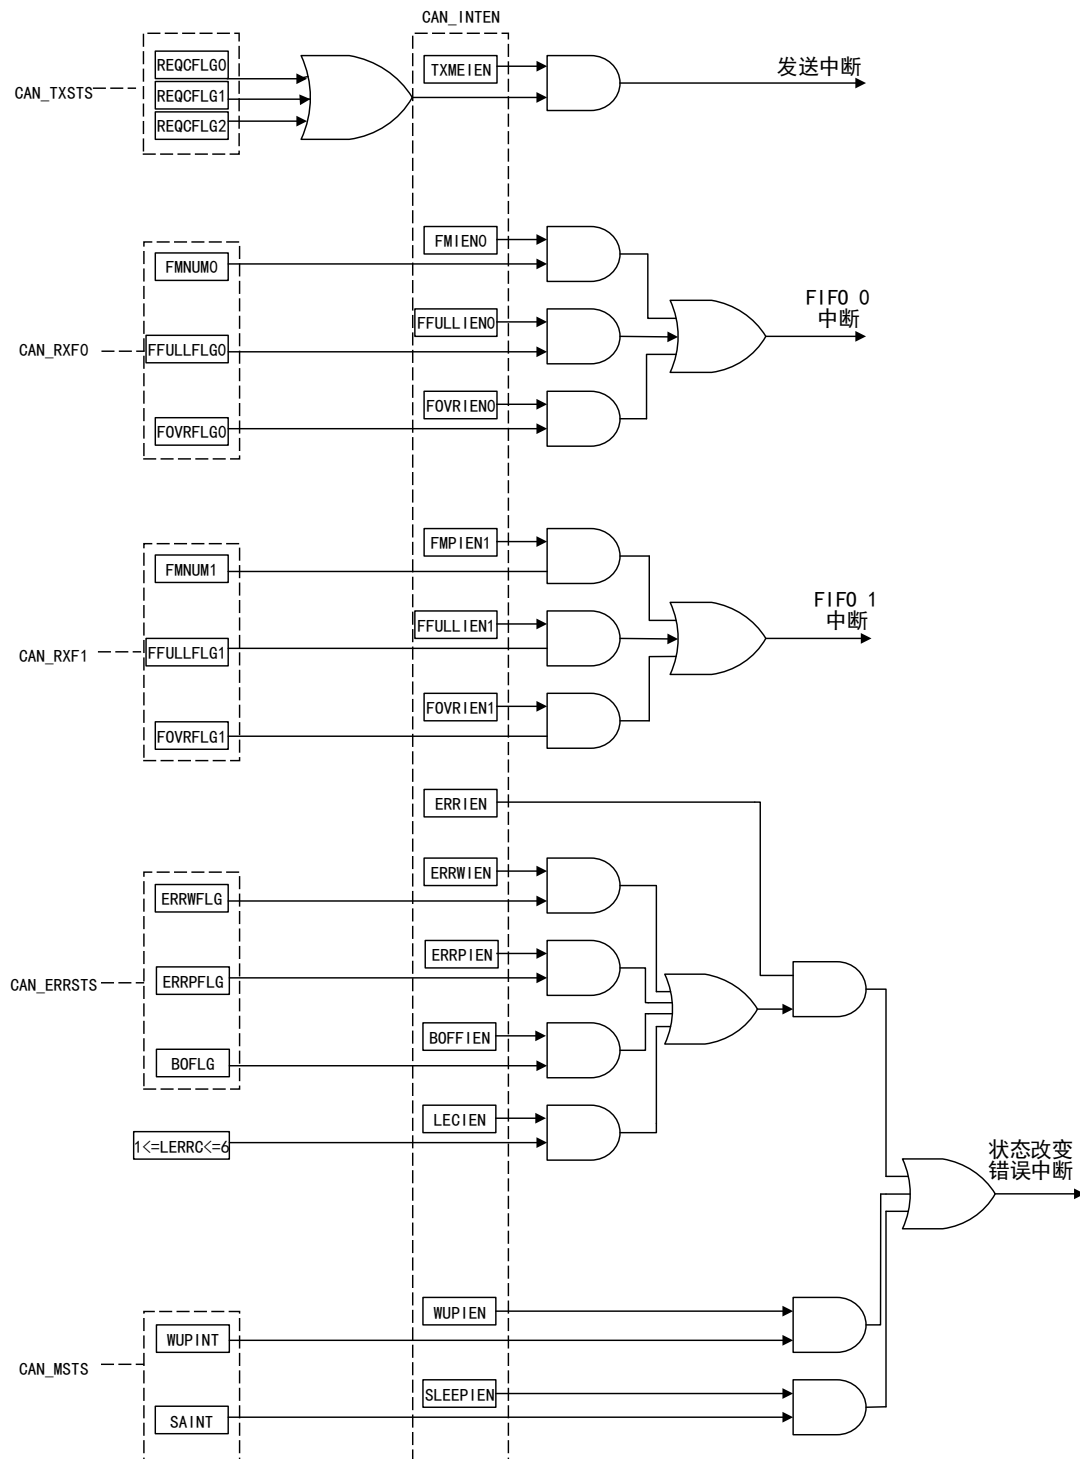 CAN_INTEN
REQCFLG0
TXMEIEN
发送中断
CAN_TXSTS
REQCFLG1
REQCFLG2
FMIEN0
FMNUM0
FIFO 0
中断
FFULLIEN0
CAN_RXF0
FFULLFLG0
FOVRIEN0
FOVRFLG0
FMPIEN1
FMNUM1
FIFO 1
中断
FFULLIEN1
CAN_RXF1
FFULLFLG1
FOVRIEN1
FOVRFLG1
ERRIEN
ERRWIEN
ERRWFLG
ERRPIEN
CAN_ERRSTS
ERRPFLG
BOFFIEN
BOFLG
LECIEN
1<=LERRC<=6
状态改变
错误中断
WUPIEN
WUPINT
CAN_MSTS
SLEEPIEN
SAINT